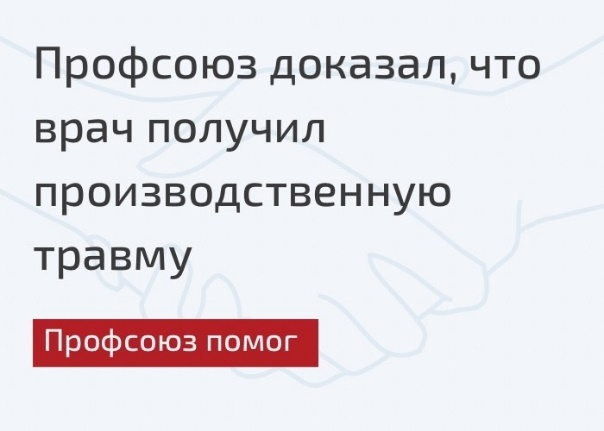 Профсоюз доказал, что
врач получил
производственную
травму
Профсоюз помог